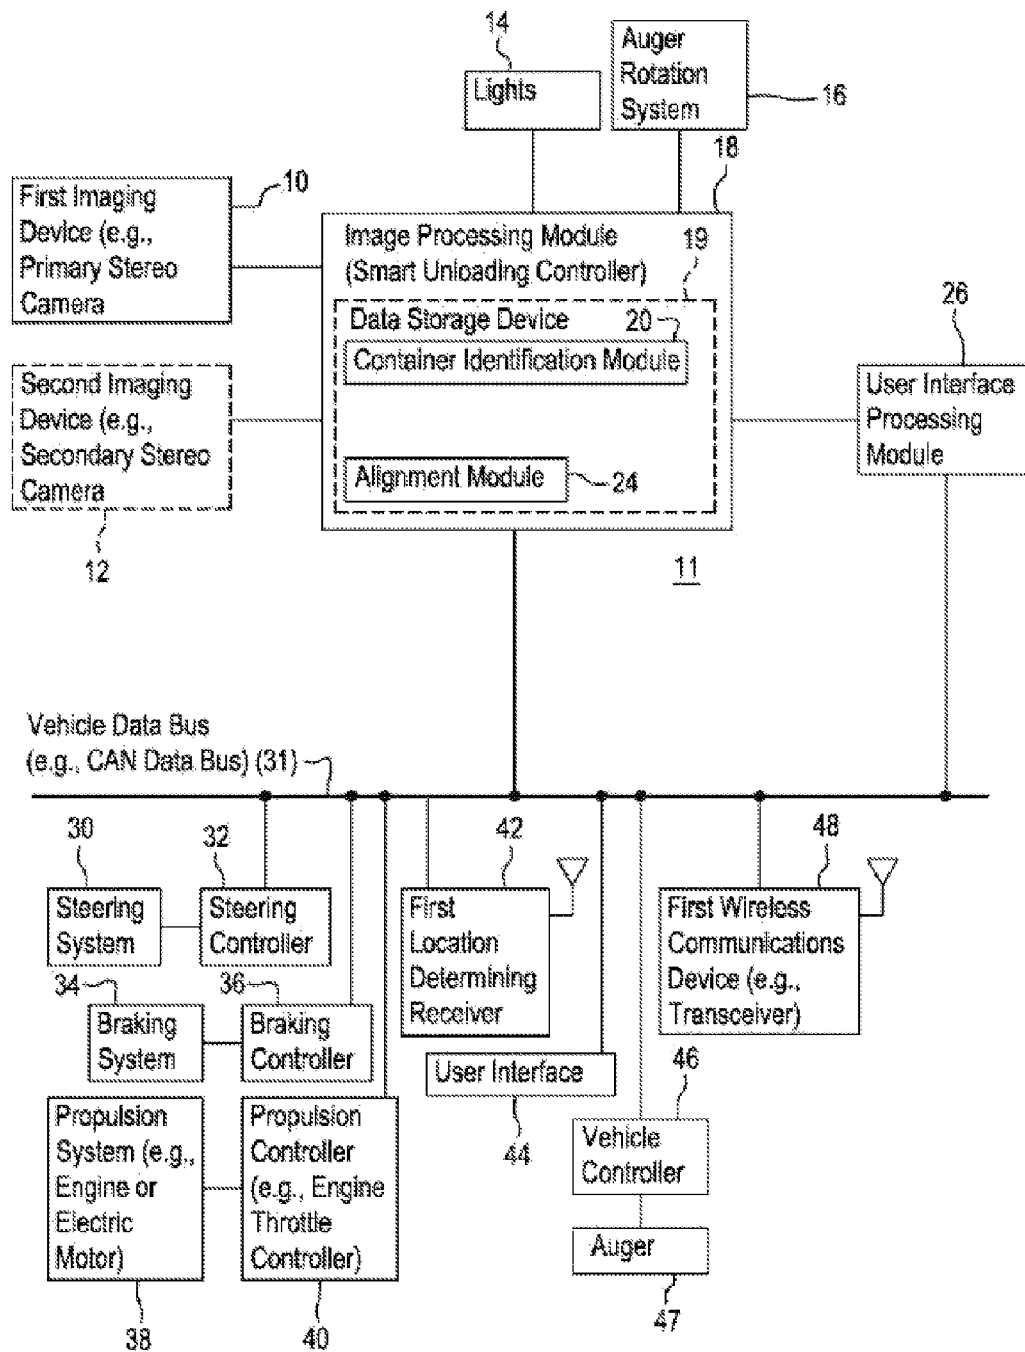 14
Lights
Auger
Rotation
System
16
18
10
First Imaging
Device (e.g.,
Primary Stereo
Camera
Image Processing Module
(Smart Unloading Controller)
19
Data Storage Device
20
Container Identification Module
Alignment Module
24
Second Imaging
Device (e.g.,
Secondary Stereo
Camera
12
26
User Interface
Processing
Module
11
Vehicle Data Bus
(e.g., CAN Data Bus) (31)
30
Steering
System
32
Steering
Controller
34
Braking
System
36
Braking
Controller
Propulsion
System (e.g.,
Engine or
Electric
Motor)
38
Propulsion
Controller
(e.g., Engine
Throttle
Controller)
40
42
First
Location
Determining
Receiver
User Interface
44
48
First Wireless
Communications
Device (e.g.,
Transceiver)
46
Vehicle
Controller
Auger
47